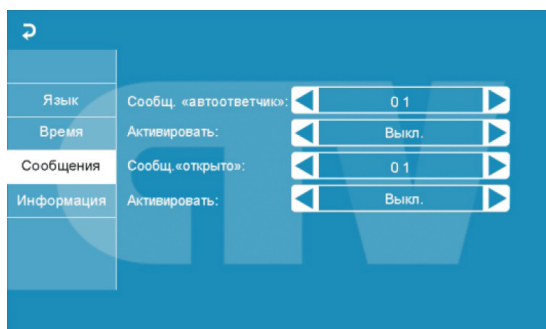 Язык
Сообщ. «автоответчик»: 01
Время
Активировать: Выкл.
Сообщения
Сообщ.«открыто»: 01
Информация
Активировать: Выкл.